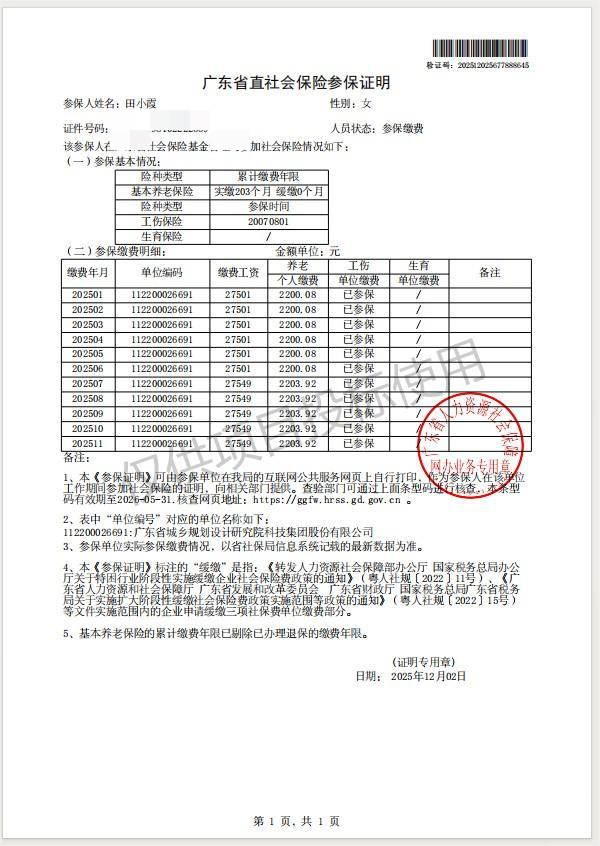 验证码：202512025677888645
广东省直社会保险参保证明
参保人姓名：田小霞 性别：女
证件号码： 人员状态：参保缴费
该参保人在 社会保险基金 加社会保险情况如下：
（一）参保基本情况：
险种类型 累计缴费年限
基本养老保险 实缴203个月 缓缴0个月
险种类型 参保时间
工伤保险 20070801
生育保险 /
（二）参保缴费明细： 金额单位：元
缴费年月 单位编码 缴费工资 养老 工伤 生育 备注
个人缴费 单位缴费 单位缴费
202501 112200026691 27501 2200.08 已参保 /
202502 112200026691 27501 2200.08 已参保 /
202503 112200026691 27501 2200.08 已参保 /
202504 112200026691 27501 2200.08 已参保 /
202505 112200026691 27501 2200.08 已参保 /
202506 112200026691 27501 2200.08 已参保 /
202507 112200026691 27549 2203.92 已参保 /
202508 112200026691 27549 2203.92 已参保 /
202509 112200026691 27549 2203.92 已参保 /
202510 112200026691 27549 2203.92 已参保 /
202511 112200026691 27549 2203.92 已参保 /
仅供项目投标使用
广东省人力资源社会保障
网办业务专用章
备注：
1、本《参保证明》可由参保单位在我局的互联网公共服务网页上自行打印，作为参保人在该单位
工作期间参加社会保险的证明，向相关部门提供。查验部门可通过上面条型码进行核查，本条型
码有效期至2026-05-31.核查网页地址：https://ggfw.hrss.gd.gov.cn 。
2、表中“单位编号”对应的单位名称如下：
112200026691:广东省城乡规划设计研究院科技集团股份有限公司
3、参保单位实际参保缴费情况，以省社保局信息系统记载的最新数据为准。
4、本《参保证明》标注的“缓缴”是指：《转发人力资源社会保障部办公厅 国家税务总局办公
厅关于特困行业阶段性实施缓缴企业社会保险费政策的通知》（粤人社规〔2022〕11号）、《广
东省人力资源和社会保障厅 广东省发展和改革委员会 广东省财政厅 国家税务总局广东省税务
局关于实施扩大阶段性缓缴社会保险费政策实施范围等政策的通知》（粤人社规〔2022〕15号）
等文件实施范围内的企业申请缓缴三项社保费单位缴费部分。
5、基本养老保险的累计缴费年限已剔除已办理退保的缴费年限。
(证明专用章)
日期： 2025年12月02日
第 1 页, 共 1 页